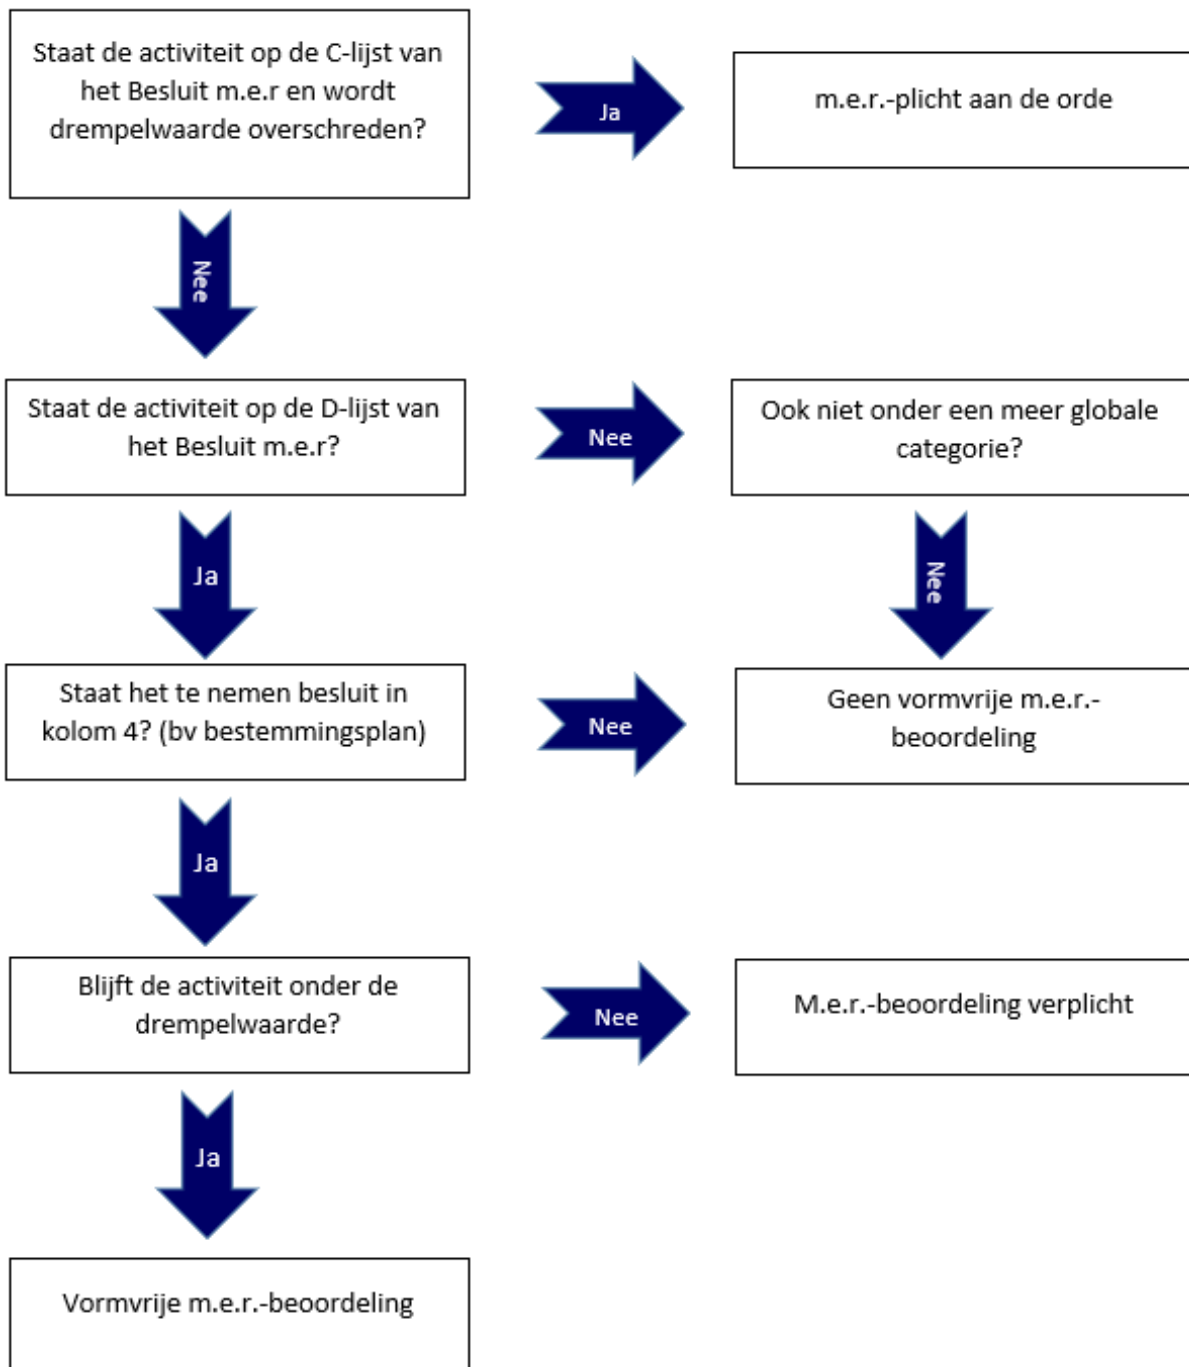 Staat de activiteit op de C-lijst van
het Besluit m.e.r en wordt
drempelwaarde overschreden?
Ja
m.e.r.-plicht aan de orde
Nee
Staat de activiteit op de D-lijst van
het Besluit m.e.r?
Nee
Ook niet onder een meer globale
categorie?
Ja
Nee
Staat het te nemen besluit in
kolom 4? (bv bestemmingsplan)
Nee
Geen vormvrije m.e.r.-
beoordeling
Ja
Blijft de activiteit onder de
drempelwaarde?
Nee
M.e.r.-beoordeling verplicht
Ja
Vormvrije m.e.r.-beoordeling